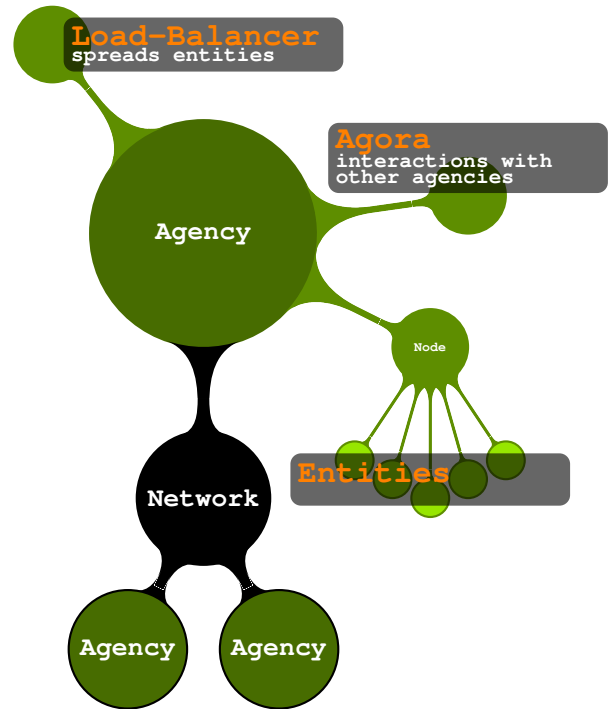 Load-Balancer
spreads entities
Agora
interactions with
other agencies
Agency
Node
Entities
Network
Agency
Agency